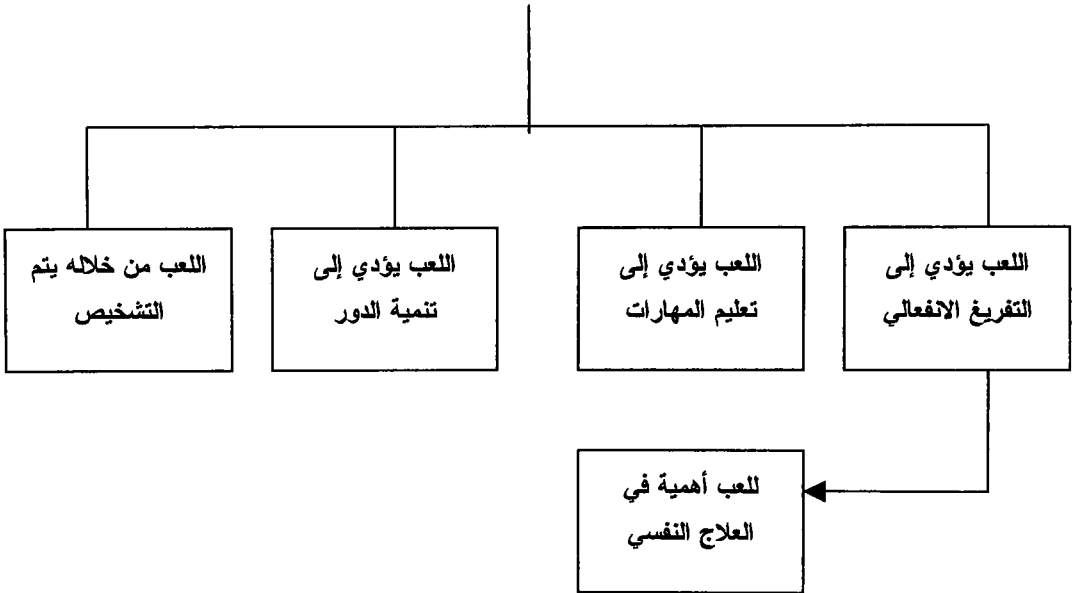 اللعب يؤدي إلى
التفريغ الانفعالي
اللعب يؤدي إلى
تعليم المهارات
اللعب يؤدي إلى
تنمية الدور
اللعب من خلاله يتم
التشخيص
للعب أهمية في
العلاج النفسي